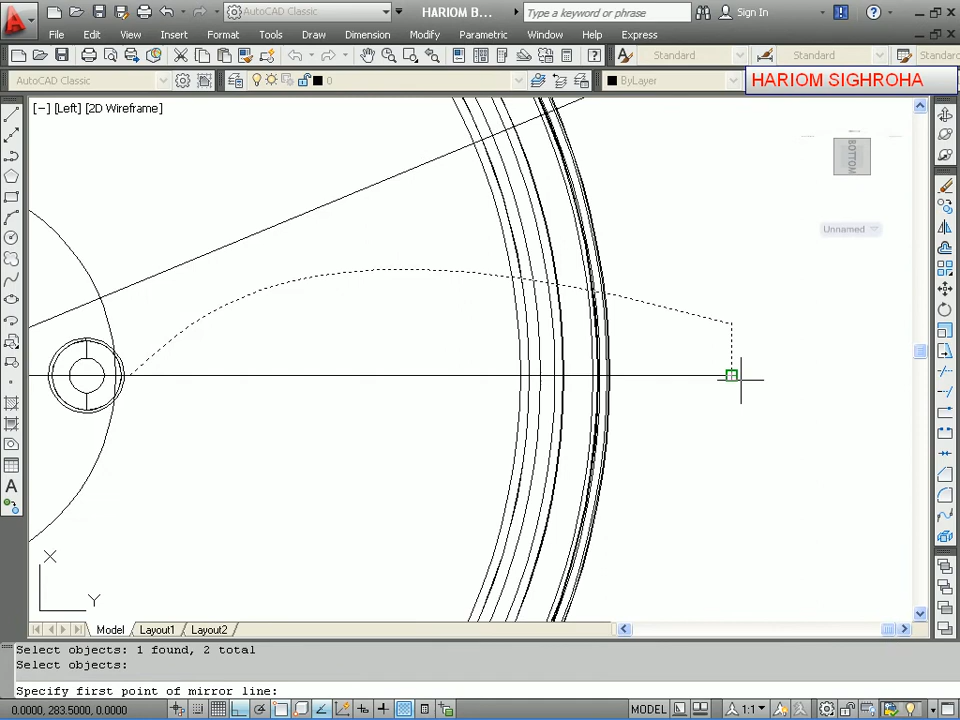 AutoCAD Classic
HARIOM B...
Type a keyword or phrase
Sign In
File Edit View Insert Format Tools Draw Dimension Modify Parametric Window Help Express
Standard
Standard
Standard
AutoCAD Classic
0
ByLayer
HARIOM SIGHROHA
[−] [Left] [2D Wireframe]
BOTTOM
Unnamed
X
Y
Model Layout1 Layout2
Select objects: 1 found, 2 total
Select objects:
Specify first point of mirror line:
0.0000, 283.5000, 0.0000
MODEL
1:1